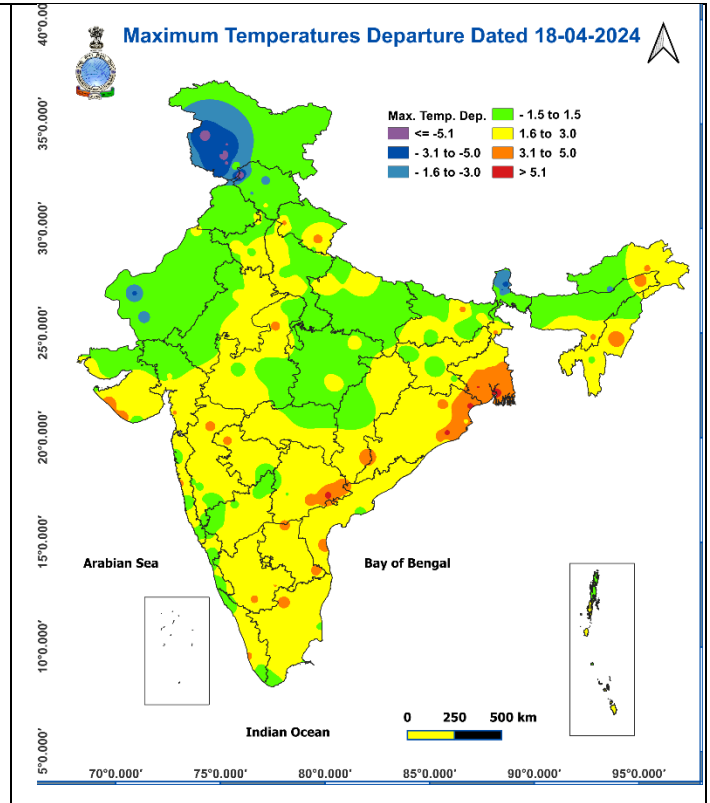 Maximum Temperatures Departure Dated 18-04-2024
Max. Temp. Dep.
<= -5.1
- 3.1 to -5.0
- 1.6 to -3.0
- 1.5 to 1.5
1.6 to 3.0
3.1 to 5.0
> 5.1
40°0.000'
35°0.000'
30°0.000'
25°0.000'
20°0.000'
15°0.000'
10°0.000'
5°0.000'
Arabian Sea
Bay of Bengal
Indian Ocean
0 250 500 km
70°0.000' 75°0.000' 80°0.000' 85°0.000' 90°0.000' 95°0.000'